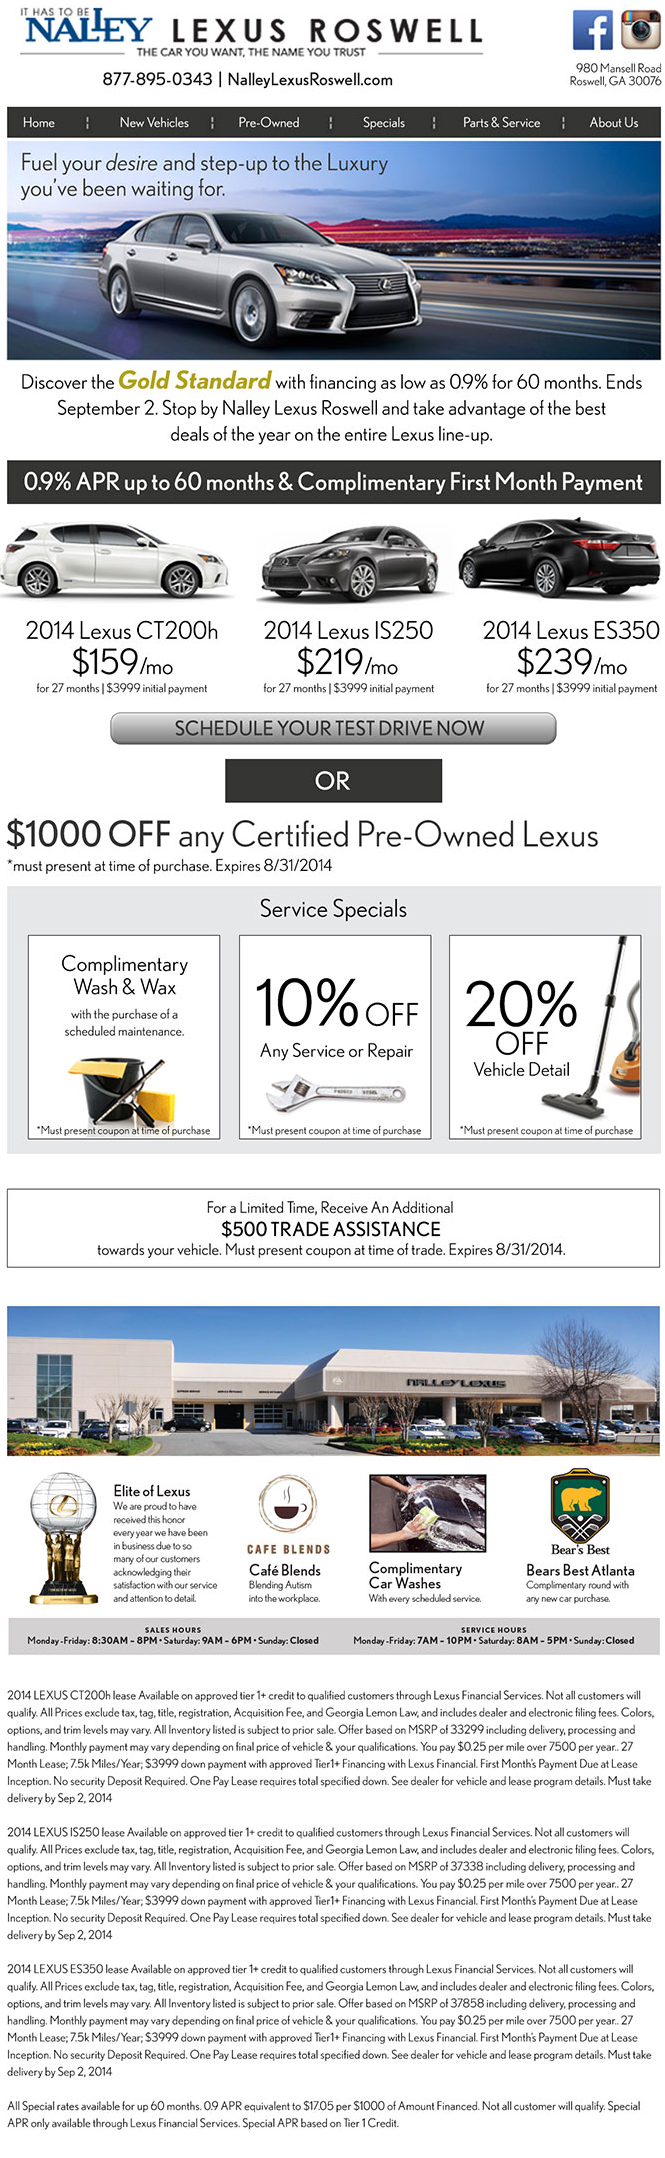 IT HAS TO BE
NALLEY LEXUS ROSWELL
THE CAR YOU WANT, THE NAME YOU TRUST
877-895-0343 | NalleyLexusRoswell.com
980 Mansell Road
Roswell, GA 30076
Home ¦ New Vehicles ¦ Pre-Owned ¦ Specials ¦ Parts & Service ¦ About Us
Fuel your desire and step-up to the Luxury
you've been waiting for.
Discover the Gold Standard with financing as low as 0.9% for 60 months. Ends
September 2. Stop by Nalley Lexus Roswell and take advantage of the best
deals of the year on the entire Lexus line-up.
0.9% APR up to 60 months & Complimentary First Month Payment
2014 Lexus CT200h
$159/mo
for 27 months | $3999 initial payment
2014 Lexus IS250
$219/mo
for 27 months | $3999 initial payment
2014 Lexus ES350
$239/mo
for 27 months | $3999 initial payment
SCHEDULE YOUR TEST DRIVE NOW
OR
$1000 OFF any Certified Pre-Owned Lexus
*must present at time of purchase. Expires 8/31/2014
Service Specials
Complimentary
Wash & Wax
with the purchase of a
scheduled maintenance.
*Must present coupon at time of purchase
10% OFF
Any Service or Repair
*Must present coupon at time of purchase
20%
OFF
Vehicle Detail
*Must present coupon at time of purchase
For a Limited Time, Receive An Additional
$500 TRADE ASSISTANCE
towards your vehicle. Must present coupon at time of trade. Expires 8/31/2014.
NALLEY LEXUS
Elite of Lexus
We are proud to have
received this honor
every year we have been
in business due to so
many of our customers
acknowledging their
satisfaction with our service
and attention to detail.
CAFE BLENDS
Café Blends
Blending Autism
into the workplace.
Complimentary
Car Washes
With every scheduled service.
Bear's Best
Bears Best Atlanta
Complimentary round with
any new car purchase.
SALES HOURS
Monday-Friday: 8:30AM - 8PM • Saturday: 9AM - 6PM • Sunday: Closed
SERVICE HOURS
Monday-Friday: 7AM - 10PM • Saturday: 8AM - 5PM • Sunday: Closed
2014 LEXUS CT200h lease Available on approved tier 1+ credit to qualified customers through Lexus Financial Services. Not all customers will
qualify. All Prices exclude tax, tag, title, registration, Acquisition Fee, and Georgia Lemon Law, and includes dealer and electronic filing fees. Colors,
options, and trim levels may vary. All Inventory listed is subject to prior sale. Offer based on MSRP of 33299 including delivery, processing and
handling. Monthly payment may vary depending on final price of vehicle & your qualifications. You pay $0.25 per mile over 7500 per year.. 27
Month Lease; 7.5k Miles/Year; $3999 down payment with approved Tier1+ Financing with Lexus Financial. First Month's Payment Due at Lease
Inception. No security Deposit Required. One Pay Lease requires total specified down. See dealer for vehicle and lease program details. Must take
delivery by Sep 2, 2014
2014 LEXUS IS250 lease Available on approved tier 1+ credit to qualified customers through Lexus Financial Services. Not all customers will
qualify. All Prices exclude tax, tag, title, registration, Acquisition Fee, and Georgia Lemon Law, and includes dealer and electronic filing fees. Colors,
options, and trim levels may vary. All Inventory listed is subject to prior sale. Offer based on MSRP of 37338 including delivery, processing and
handling. Monthly payment may vary depending on final price of vehicle & your qualifications. You pay $0.25 per mile over 7500 per year.. 27
Month Lease; 7.5k Miles/Year; $3999 down payment with approved Tier1+ Financing with Lexus Financial. First Month's Payment Due at Lease
Inception. No security Deposit Required. One Pay Lease requires total specified down. See dealer for vehicle and lease program details. Must take
delivery by Sep 2, 2014
2014 LEXUS ES350 lease Available on approved tier 1+ credit to qualified customers through Lexus Financial Services. Not all customers will
qualify. All Prices exclude tax, tag, title, registration, Acquisition Fee, and Georgia Lemon Law, and includes dealer and electronic filing fees. Colors,
options, and trim levels may vary. All Inventory listed is subject to prior sale. Offer based on MSRP of 37858 including delivery, processing and
handling. Monthly payment may vary depending on final price of vehicle & your qualifications. You pay $0.25 per mile over 7500 per year.. 27
Month Lease; 7.5k Miles/Year; $3999 down payment with approved Tier1+ Financing with Lexus Financial. First Month's Payment Due at Lease
Inception. No security Deposit Required. One Pay Lease requires total specified down. See dealer for vehicle and lease program details. Must take
delivery by Sep 2, 2014
All Special rates available for up 60 months. 0.9 APR equivalent to $17.05 per $1000 of Amount Financed. Not all customer will qualify. Special
APR only available through Lexus Financial Services. Special APR based on Tier 1 Credit.